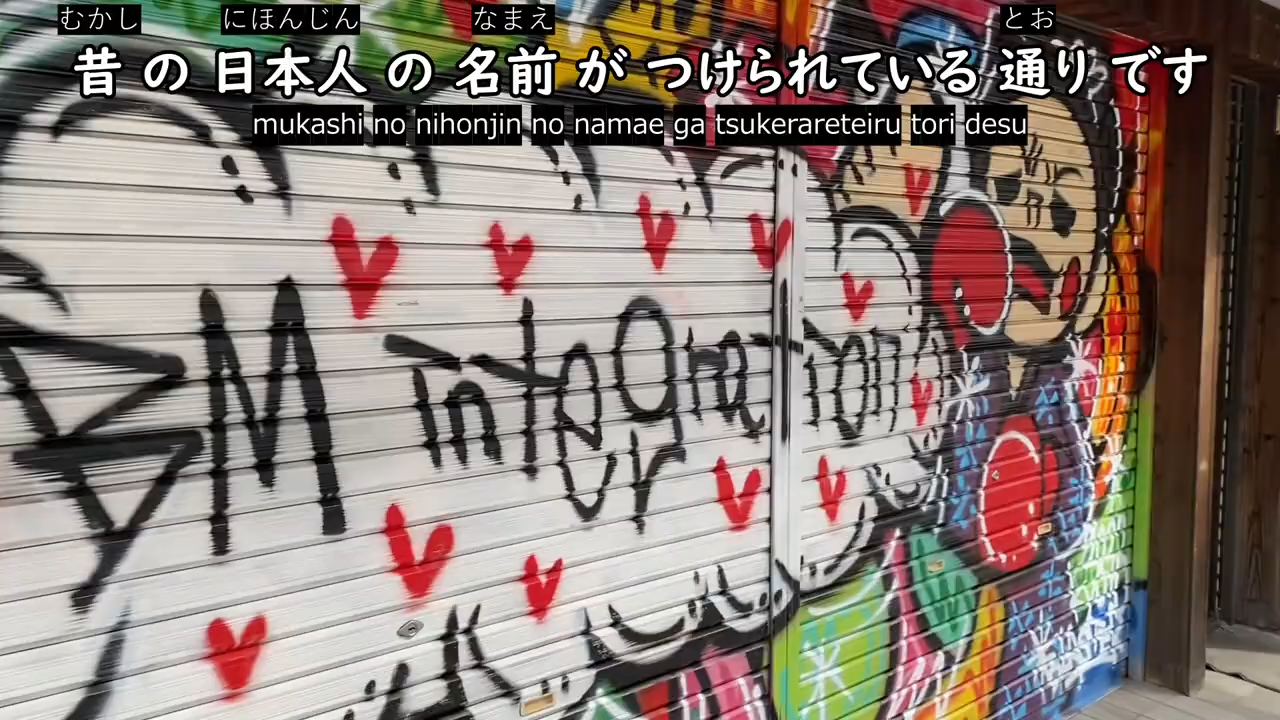 むかし にほんじん なまえ とお
昔 の 日本人 の 名前 が つけられている 通り です
mukashi no nihonjin no namae ga tsukerareteiru tori desu
BM integration